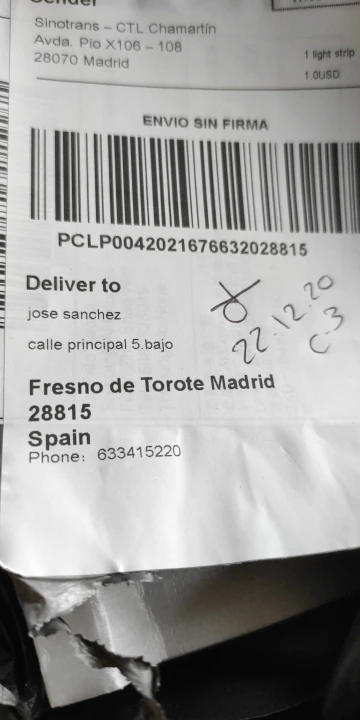 Sender
Sinotrans – CTL Chamartín
Avda. Pio X106 – 108
28070 Madrid
1 light strip
1.0USD
ENVIO SIN FIRMA
PCLP0042021676632028815
Deliver to
jose sanchez
calle principal 5.bajo
22.12.20
C.3
Fresno de Torote Madrid
28815
Spain
Phone: 633415220